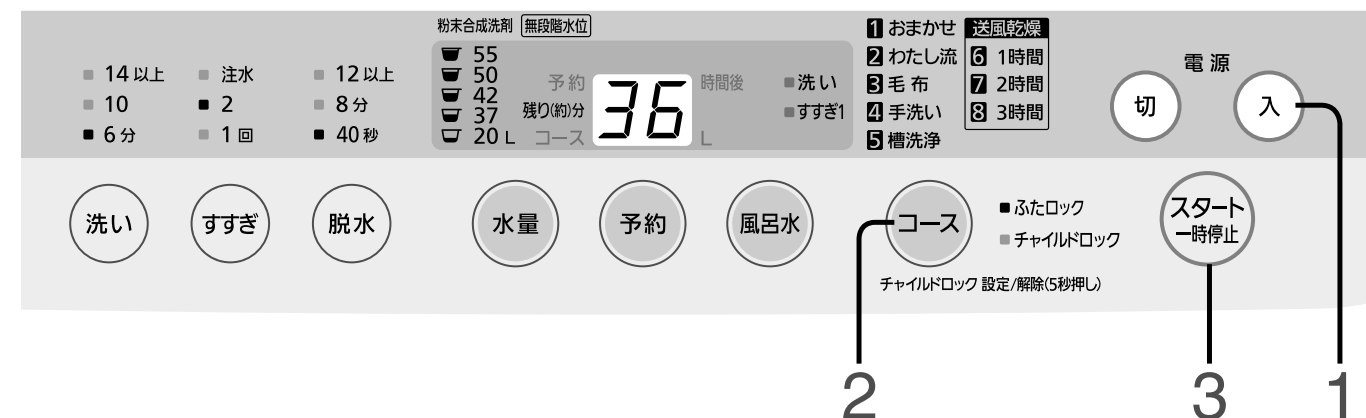 14以上
10
6分
注水
2
1回
12以上
8分
40秒
粉末合成洗剤 無段階水位
55
50
42
37
20 L
予約
残り(約)分
コース
36
時間後
L
洗い
すすぎ1
1 おまかせ
2 わたし流
3 毛布
4 手洗い
5 槽洗浄
送風乾燥
6 1時間
7 2時間
8 3時間
電源
切
入
洗い
すすぎ
脱水
水量
予約
風呂水
コース
ふたロック
チャイルドロック
チャイルドロック 設定/解除(5秒押し)
スタート
一時停止
2
3
1